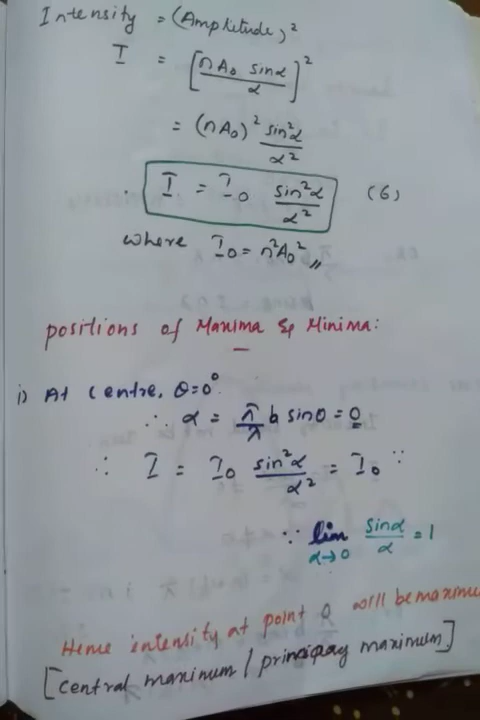 Intensity = (Amplitude)²
I = [nA₀ sinα / α]²
= (nA₀)² sin²α / α²
∴ I = I₀ sin²α / α² (6)
where I₀ = n²A₀² //
positions of Maxima & Minima:
i) At Centre, θ=0°
∴ α = π/λ b sinθ = 0
∴ I = I₀ sin²α / α² = I₀ ∵
∵ lim α→0 sinα / α = 1
Hence intensity at point O will be maximu
[central maximum / principay maximum]